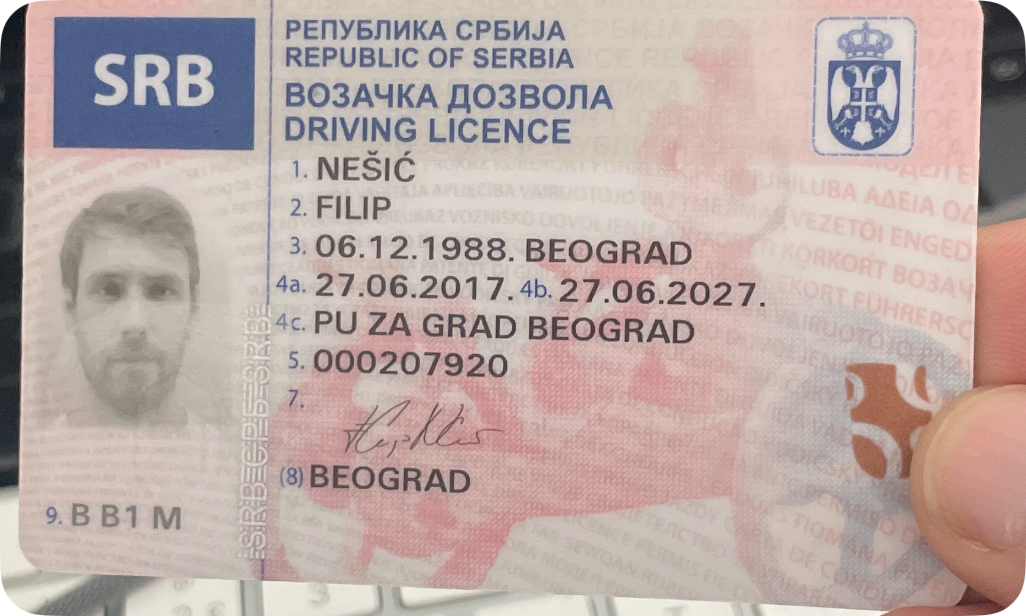 SRB
РЕПУБЛИКА СРБИЈА
REPUBLIC OF SERBIA
ВОЗАЧКА ДОЗВОЛА
DRIVING LICENCE
1. NEŠIĆ
2. FILIP
3. 06.12.1988. BEOGRAD
4a. 27.06.2017. 4b. 27.06.2027.
4c. PU ZA GRAD BEOGRAD
5. 000207920
7.
(8) BEOGRAD
9. B B1 M